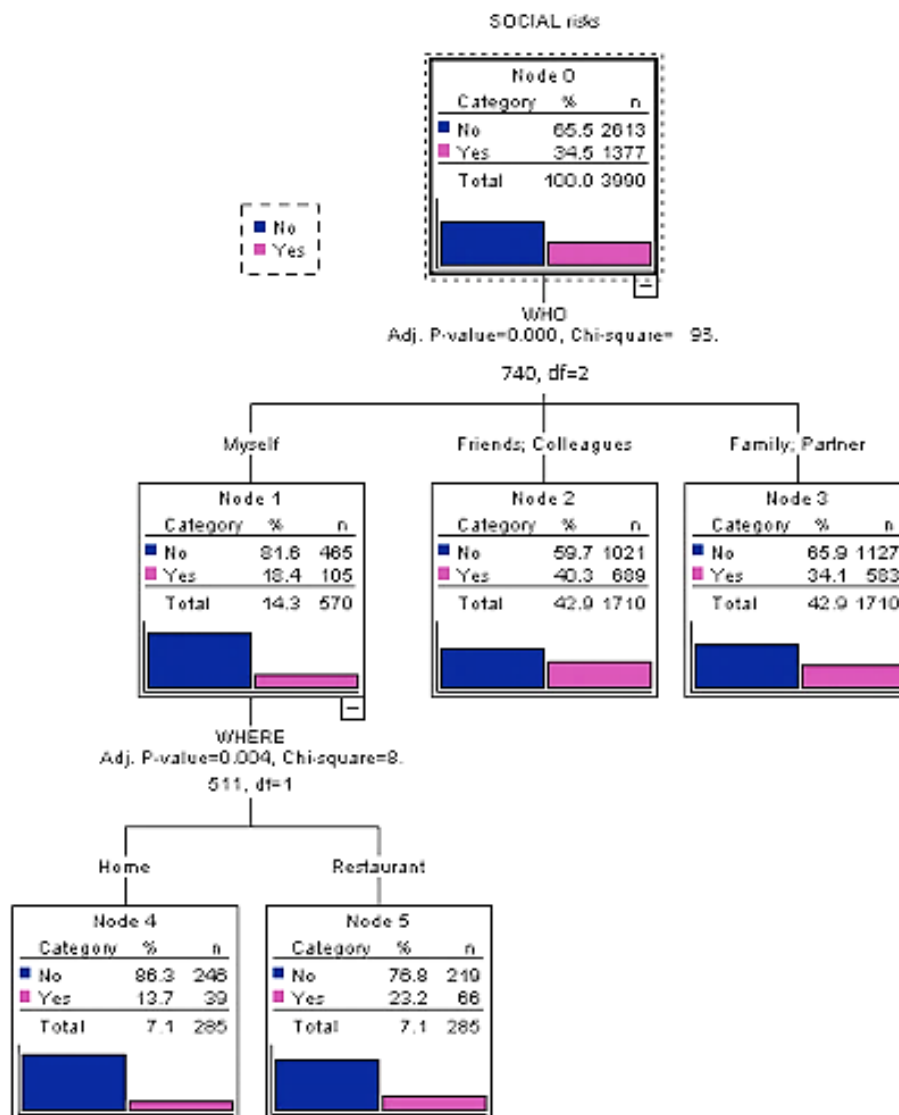 SOCIAL risks
Node 0
Category % n
No 65.5 2613
Yes 34.5 1377
Total 100.0 3990
No
Yes
WHO
Adj. P-value=0.000, Chi-square= 93.
740, df=2
Myself
Friends; Colleagues
Family; Partner
Node 1
Category % n
No 81.6 465
Yes 18.4 105
Total 14.3 570
Node 2
Category % n
No 59.7 1021
Yes 40.3 689
Total 42.9 1710
Node 3
Category % n
No 65.9 1127
Yes 34.1 583
Total 42.9 1710
WHERE
Adj. P-value=0.004, Chi-square=8.
511, df=1
Home
Restaurant
Node 4
Category % n
No 86.3 246
Yes 13.7 39
Total 7.1 285
Node 5
Category % n
No 76.8 219
Yes 23.2 66
Total 7.1 285